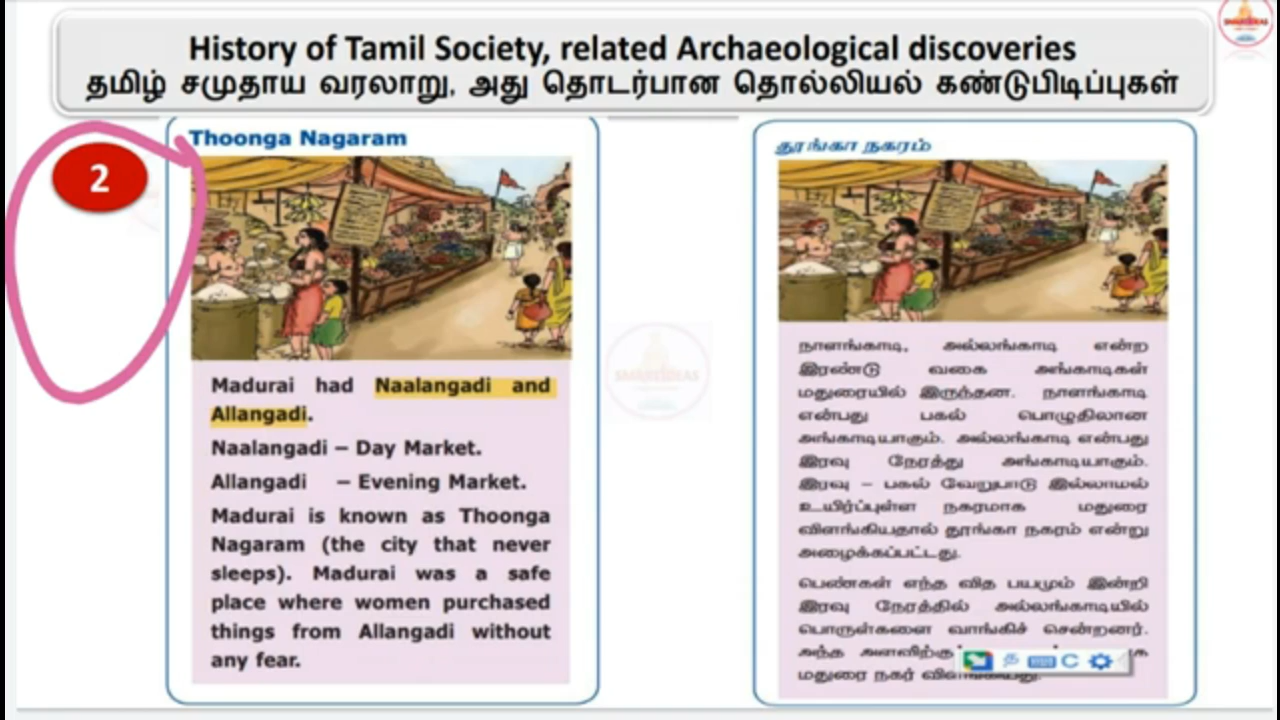 History of Tamil Society, related Archaeological discoveries
தமிழ் சமுதாய வரலாறு, அது தொடர்பான தொல்லியல் கண்டுபிடிப்புகள்
2
Thoonga Nagaram
Madurai had Naalangadi and
Allangadi.
Naalangadi – Day Market.
Allangadi – Evening Market.
Madurai is known as Thoonga
Nagaram (the city that never
sleeps). Madurai was a safe
place where women purchased
things from Allangadi without
any fear.
தூங்கா நகரம்
நாளங்காடி, அல்லங்காடி என்ற
இரண்டு வகை அங்காடிகள்
மதுரையில் இருந்தன. நாளங்காடி
என்பது பகல் பொழுதிலான
அங்காடியாகும். அல்லங்காடி என்பது
இரவு நேரத்து அங்காடியாகும்.
இரவு – பகல் வேறுபாடு இல்லாமல்
உயிர்ப்புள்ள நகரமாக மதுரை
விளங்கியதால் தூங்கா நகரம் என்று
அழைக்கப்பட்டது.
பெண்கள் எந்த வித பயமும் இன்றி
இரவு நேரத்தில் அல்லங்காடியில்
பொருள்களை வாங்கிச் சென்றனர்.
அந்த
மதுரை நகர்